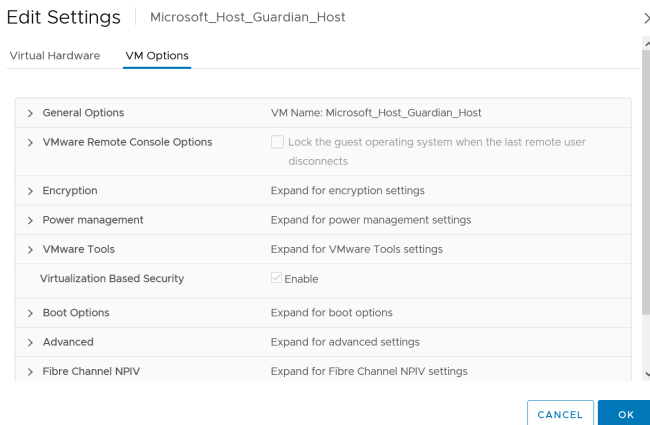 Edit Settings Microsoft_Host_Guardian_Host
Virtual Hardware VM Options
General Options VM Name: Microsoft_Host_Guardian_Host
VMware Remote Console Options Lock the guest operating system when the last remote user
disconnects
Encryption Expand for encryption settings
Power management Expand for power management settings
VMware Tools Expand for VMware Tools settings
Virtualization Based Security Enable
Boot Options Expand for boot options
Advanced Expand for advanced settings
Fibre Channel NPIV Expand for Fibre Channel NPIV settings
CANCEL OK